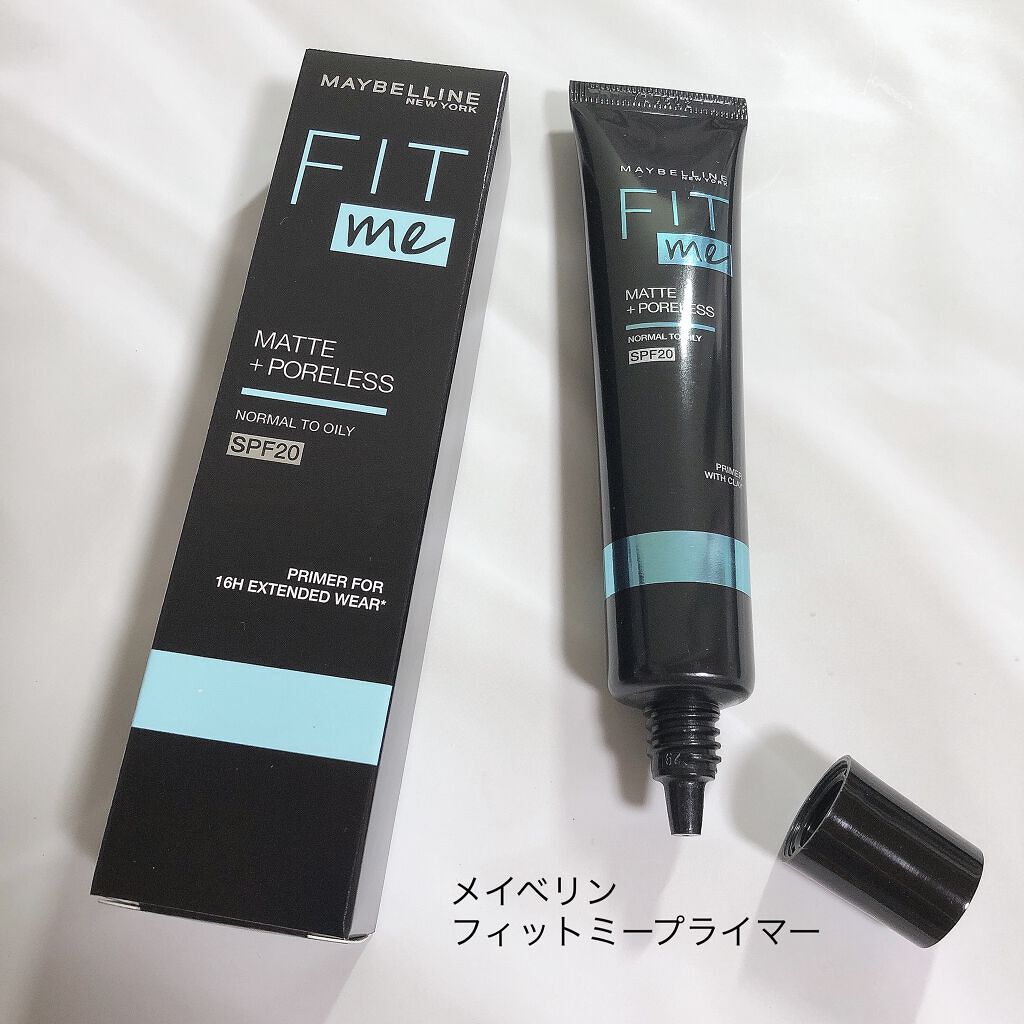 MAYBELLINE
NEW YORK
FIT
me
MATTE
+ PORELESS
NORMAL TO OILY
SPF20
PRIMER FOR
16H EXTENDED WEAR*
MAYBELLINE
NEW YORK
FIT
me
MATTE
+ PORELESS
NORMAL TO OILY
SPF20
WITH
メイベリン
フィットミープライマー